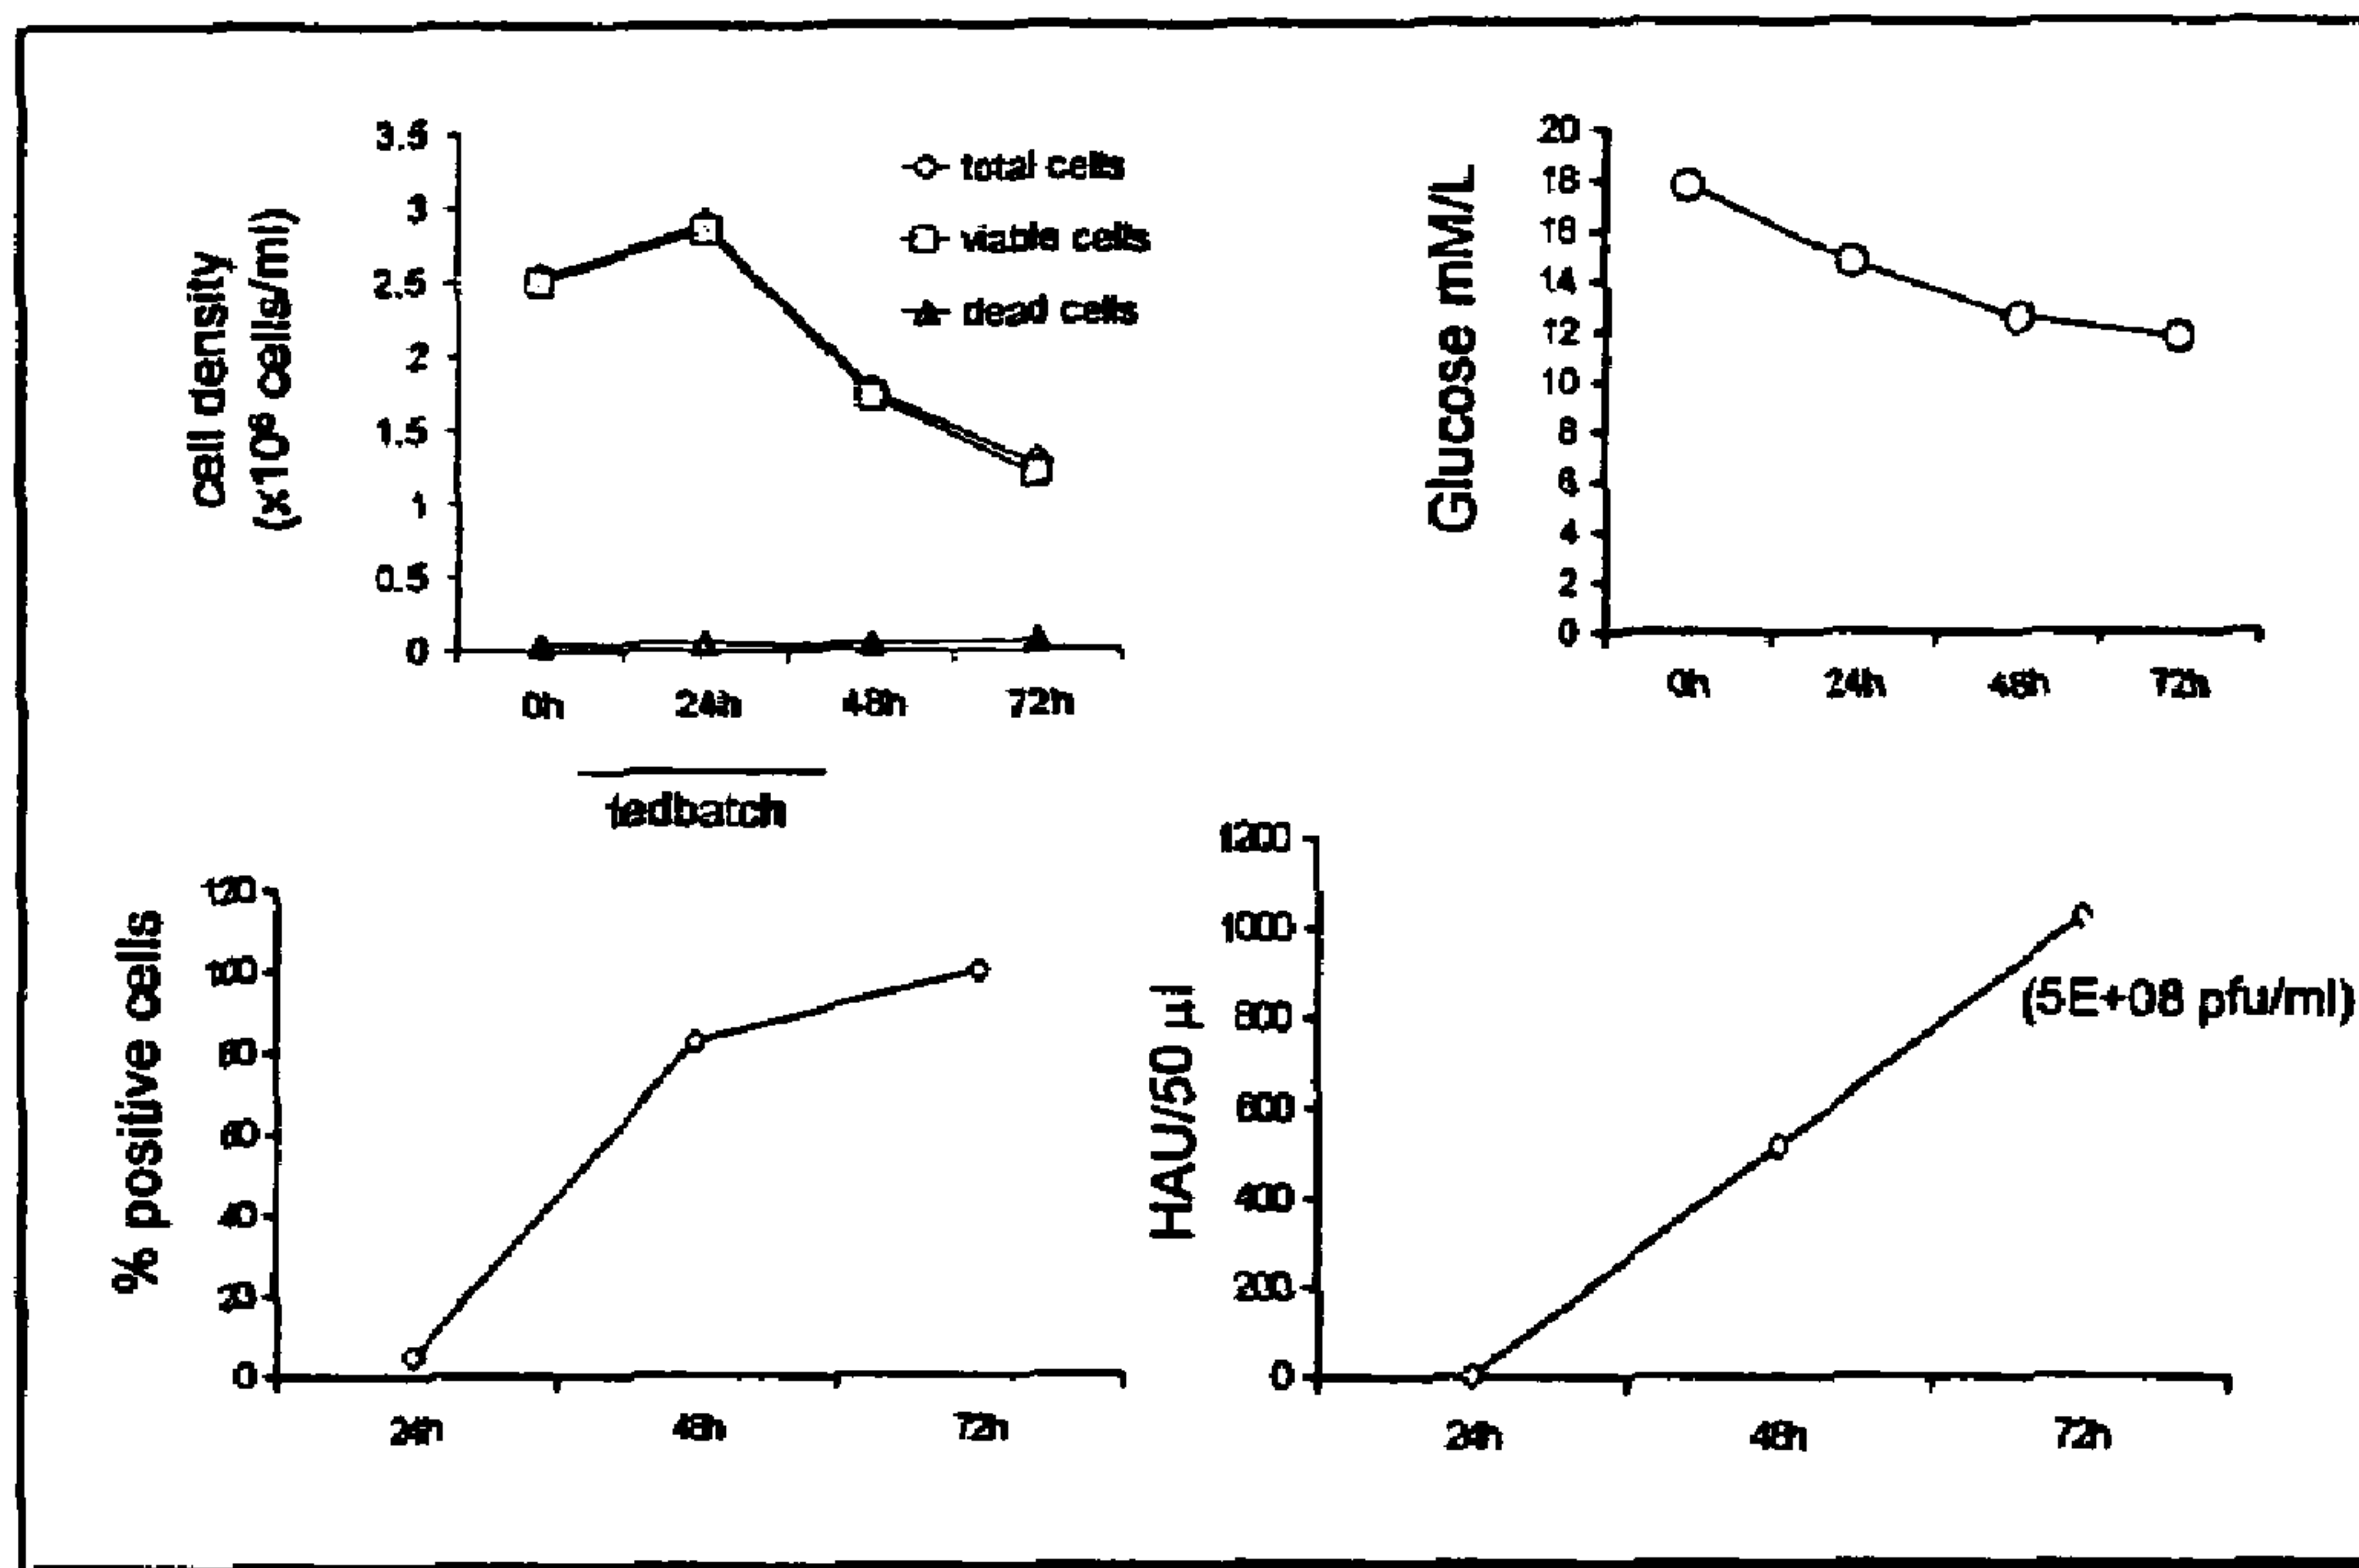 cell density
(x10⁶ cells/ml)
3.5
3
2.5
2
1.5
1
0.5
0
total cells
viable cells
dead cells
0h 24h 48h 72h
fedbatch
Glucose mM/L
20
18
16
14
12
10
8
6
4
2
0
0h 24h 48h 72h
% positive cells
120
100
80
60
40
20
0
24h 48h 72h
HAU/50 µl
1200
1000
800
600
400
200
0
(5E+08 pfu/ml)
24h 48h 72h